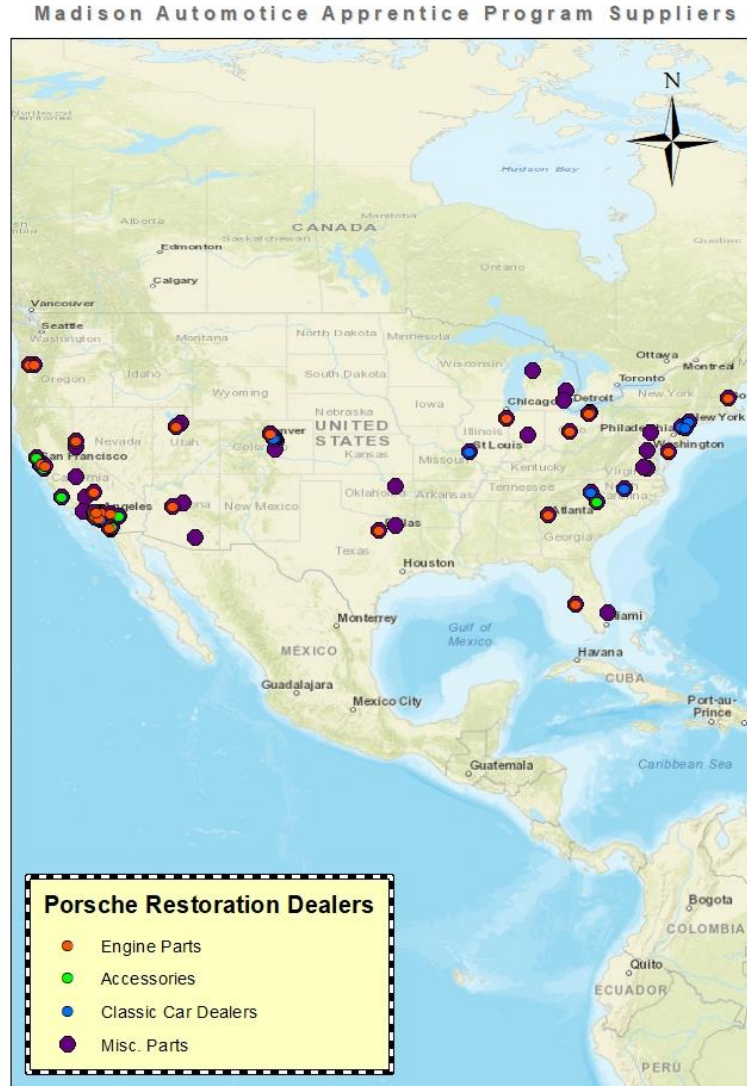 Madison Automotice Apprentice Program Suppliers
N
Hudson Bay
Alberta
Manitoba
CANADA
Saskatchewan
Edmonton
Calgary
Ontario
Vancouver
Seattle
Washington
Montana
North Dakota
Minnesota
Ottawa
Montreal
Oregon
Idaho
South Dakota
Wisconsin
Toronto
Wyoming
Iowa
Chicago
Detroit
New York
Nebraska
UNITED
STATES
Nevada
Utah
Colorado
Illinois
New York
Philadelphia
Washington
San Francisco
Kansas
Missouri
St Louis
Kentucky
Virginia
California
Oklahoma
Arkansas
Tennessee
North
Carolina
Angeles
New Mexico
Atlanta
Texas
Georgia
Houston
Monterrey
Gulf of
Mexico
Miami
MÉXICO
Havana
CUBA
Guadalajara
Mexico City
Port-au-
Prince
Guatemala
Caribbean Sea
Bogota
COLOMBIA
Quito
ECUADOR
PERÚ
Porsche Restoration Dealers
Engine Parts
Accessories
Classic Car Dealers
Misc. Parts